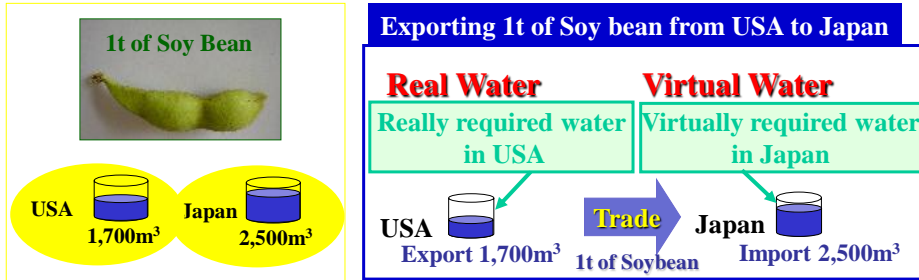 1t of Soy Bean
USA
1,700m³
Japan
2,500m³
Exporting 1t of Soy bean from USA to Japan
Real Water
Really required water
in USA
Virtual Water
Virtually required water
in Japan
USA
Export 1,700m³
Trade
1t of Soybean
Japan
Import 2,500m³